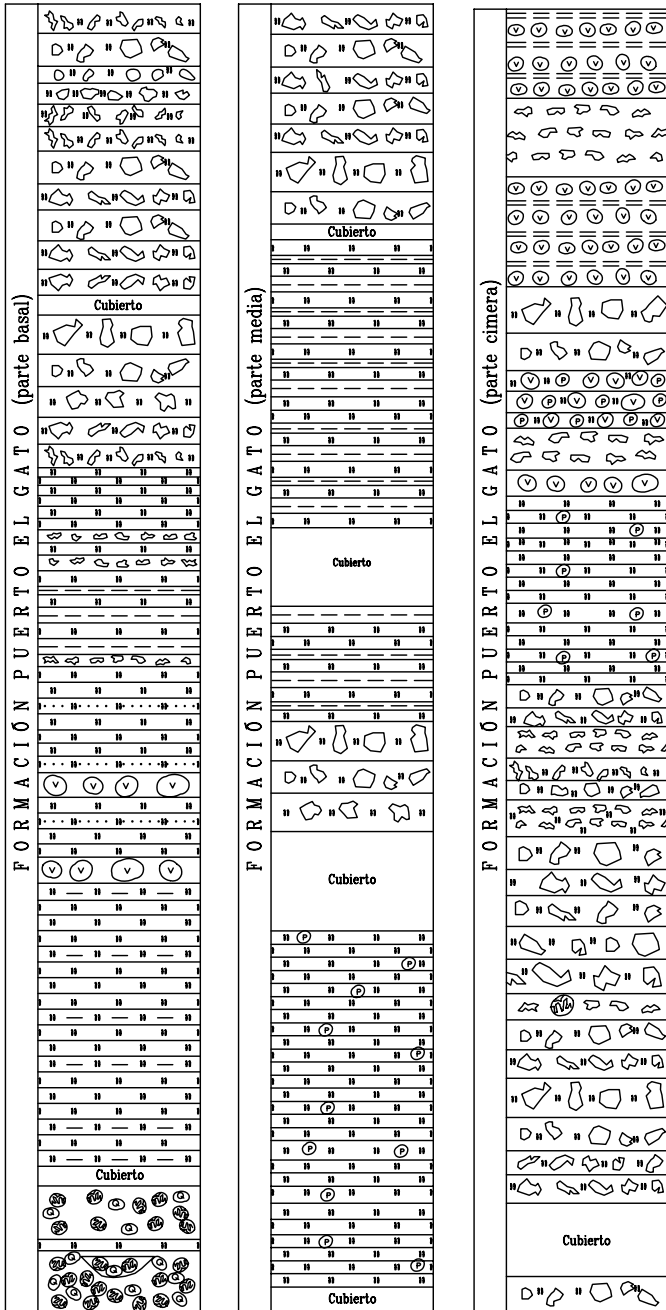 FORMACIÓN PUERTO EL GATO (parte basal)
Cubierto
Cubierto
FORMACIÓN PUERTO EL GATO (parte media)
Cubierto
Cubierto
Cubierto
Cubierto
FORMACIÓN PUERTO EL GATO (parte cimera)
Cubierto